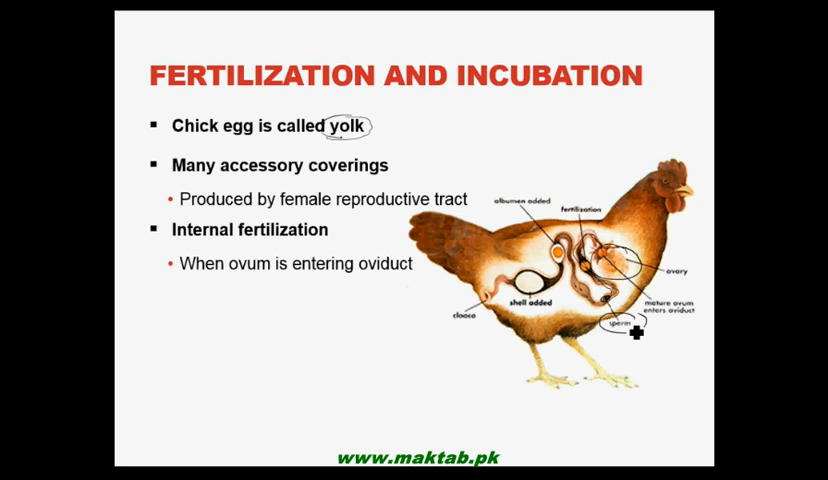 FERTILIZATION AND INCUBATION
Chick egg is called yolk
Many accessory coverings
Produced by female reproductive tract
Internal fertilization
When ovum is entering oviduct
albumen added
fertilization
ovary
mature ovum
enters oviduct
sperm
shell added
cloaca
www.maktab.pk